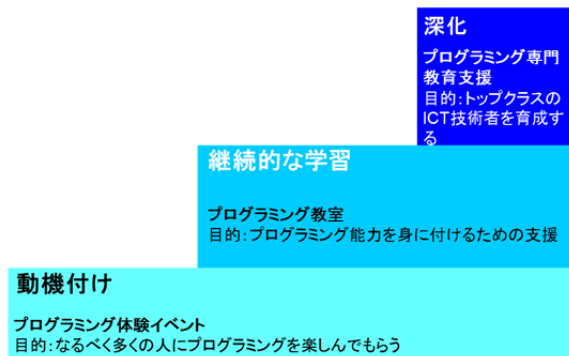 深化
プログラミング専門
教育支援
目的:トップクラスの
ICT技術者を育成す
る
継続的な学習
プログラミング教室
目的:プログラミング能力を身に付けるための支援
動機付け
プログラミング体験イベント
目的:なるべく多くの人にプログラミングを楽しんでもらう